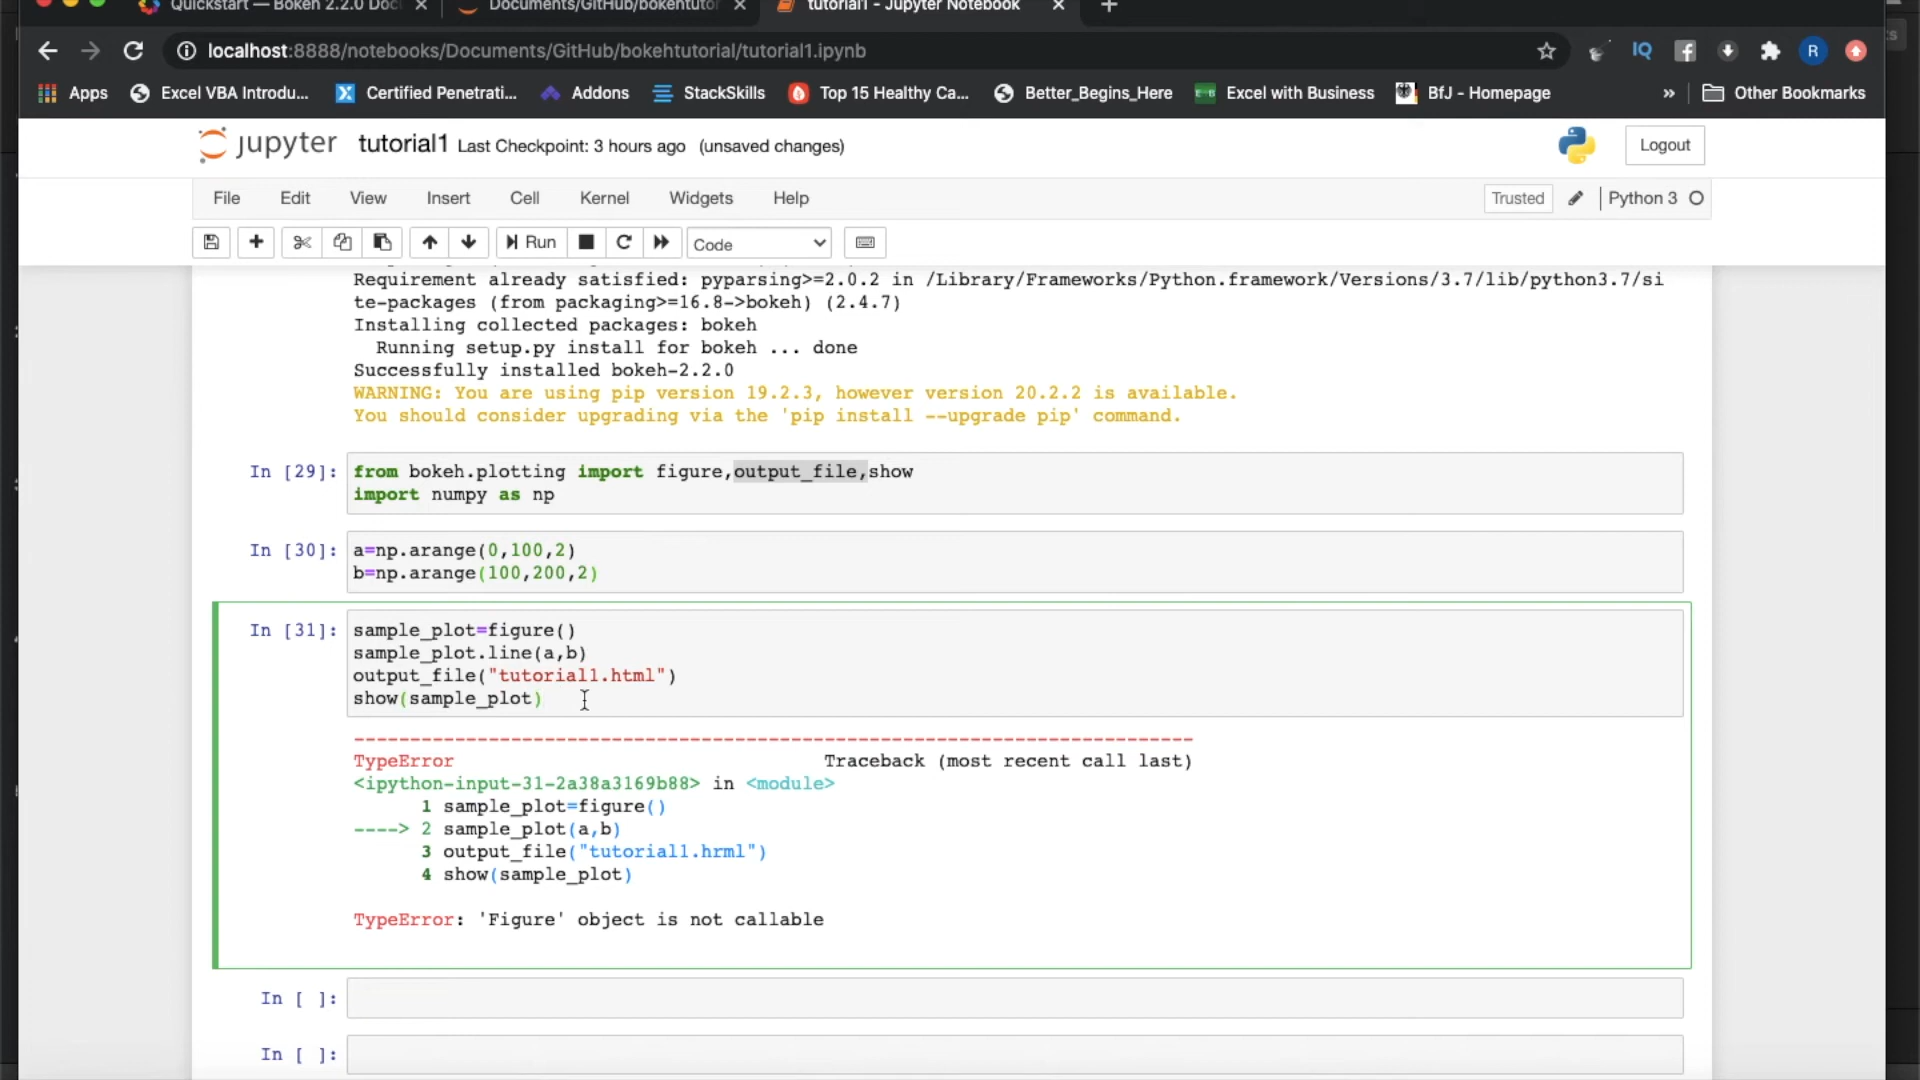 Quickstart — Bokeh 2.2.0 Doc
Documents/GitHub/bokehtutor
tutorial1 - Jupyter Notebook
localhost:8888/notebooks/Documents/GitHub/bokehtutorial/tutorial1.ipynb
IQ
R
Apps
Excel VBA Introdu...
Certified Penetrati...
Addons
StackSkills
Top 15 Healthy Ca...
Better_Begins_Here
Excel with Business
BfJ - Homepage
»
Other Bookmarks
jupyter tutorial1 Last Checkpoint: 3 hours ago (unsaved changes)
Logout
File Edit View Insert Cell Kernel Widgets Help
Trusted
Python 3
Run
Code
Requirement already satisfied: pyparsing>=2.0.2 in /Library/Frameworks/Python.framework/Versions/3.7/lib/python3.7/si
te-packages (from packaging>=16.8->bokeh) (2.4.7)
Installing collected packages: bokeh
Running setup.py install for bokeh ... done
Successfully installed bokeh-2.2.0
WARNING: You are using pip version 19.2.3, however version 20.2.2 is available.
You should consider upgrading via the 'pip install --upgrade pip' command.
In [29]: from bokeh.plotting import figure,output_file,show
import numpy as np
In [30]: a=np.arange(0,100,2)
b=np.arange(100,200,2)
In [31]: sample_plot=figure()
sample_plot.line(a,b)
output_file("tutorial1.html")
show(sample_plot)
---------------------------------------------------------------------------
TypeError Traceback (most recent call last)
<ipython-input-31-2a38a3169b88> in <module>
1 sample_plot=figure()
----> 2 sample_plot(a,b)
3 output_file("tutorial1.hrml")
4 show(sample_plot)
TypeError: 'Figure' object is not callable
In [ ]:
In [ ]: